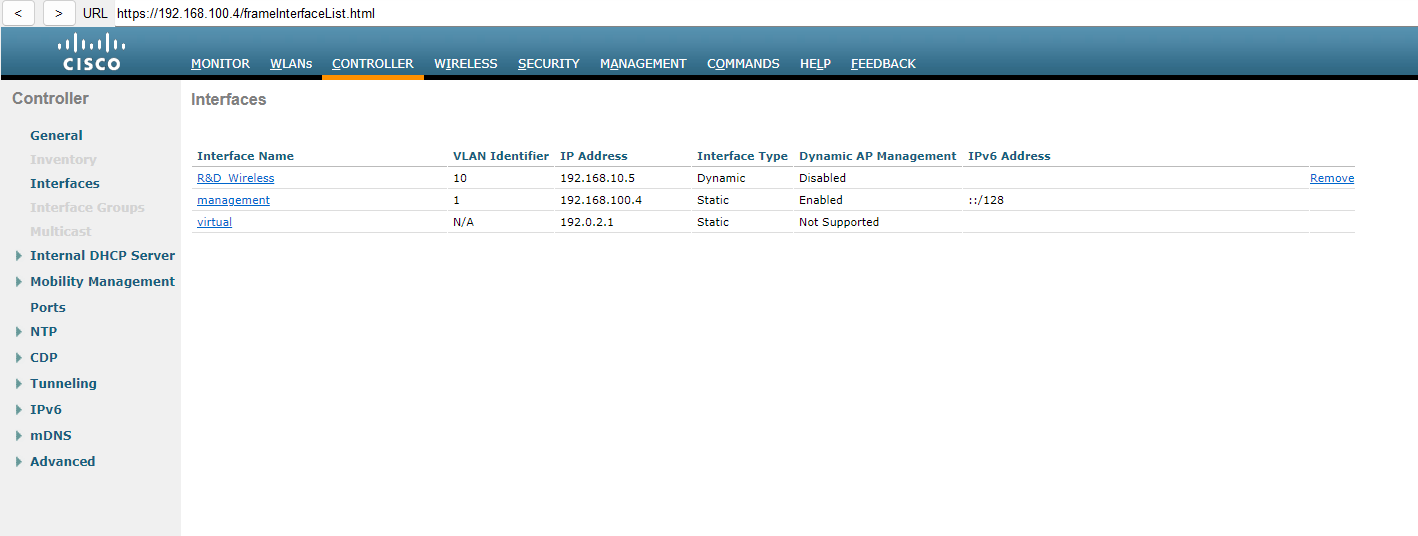 < > URL https://192.168.100.4/frameInterfaceList.html
CISCO
MONITOR WLANs CONTROLLER WIRELESS SECURITY MANAGEMENT COMMANDS HELP FEEDBACK
Controller
General
Inventory
Interfaces
Interface Groups
Multicast
Internal DHCP Server
Mobility Management
Ports
NTP
CDP
Tunneling
IPv6
mDNS
Advanced
Interfaces
Interface Name VLAN Identifier IP Address Interface Type Dynamic AP Management IPv6 Address
R&D_Wireless 10 192.168.10.5 Dynamic Disabled Remove
management 1 192.168.100.4 Static Enabled ::/128
virtual N/A 192.0.2.1 Static Not Supported